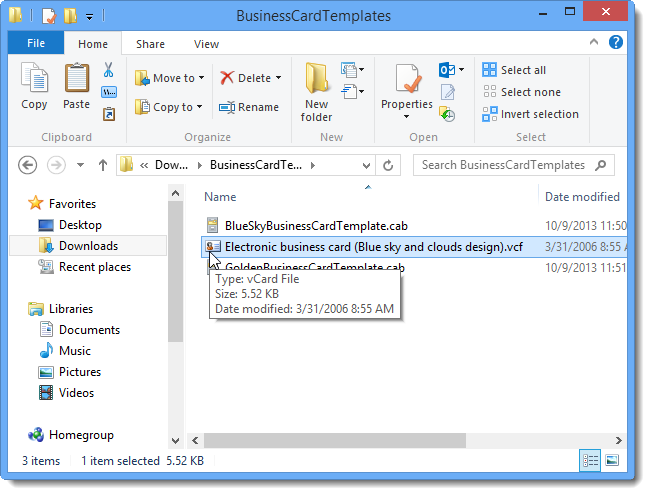 BusinessCardTemplates
File Home Share View
Copy Paste Move to Copy to Delete Rename New folder Properties Open Select all Select none Invert selection
Clipboard Organize New Open Select
« Dow... BusinessCardTe... Search BusinessCardTemplates
Favorites
Desktop
Downloads
Recent places
Libraries
Documents
Music
Pictures
Videos
Homegroup
Name Date modified
BlueSkyBusinessCardTemplate.cab 10/9/2013 11:50
Electronic business card (Blue sky and clouds design).vcf 3/31/2006 8:55 A
GoldenBusinessCardTemplate.cab 10/9/2013 11:51
Type: vCard File
Size: 5.52 KB
Date modified: 3/31/2006 8:55 AM
3 items 1 item selected 5.52 KB